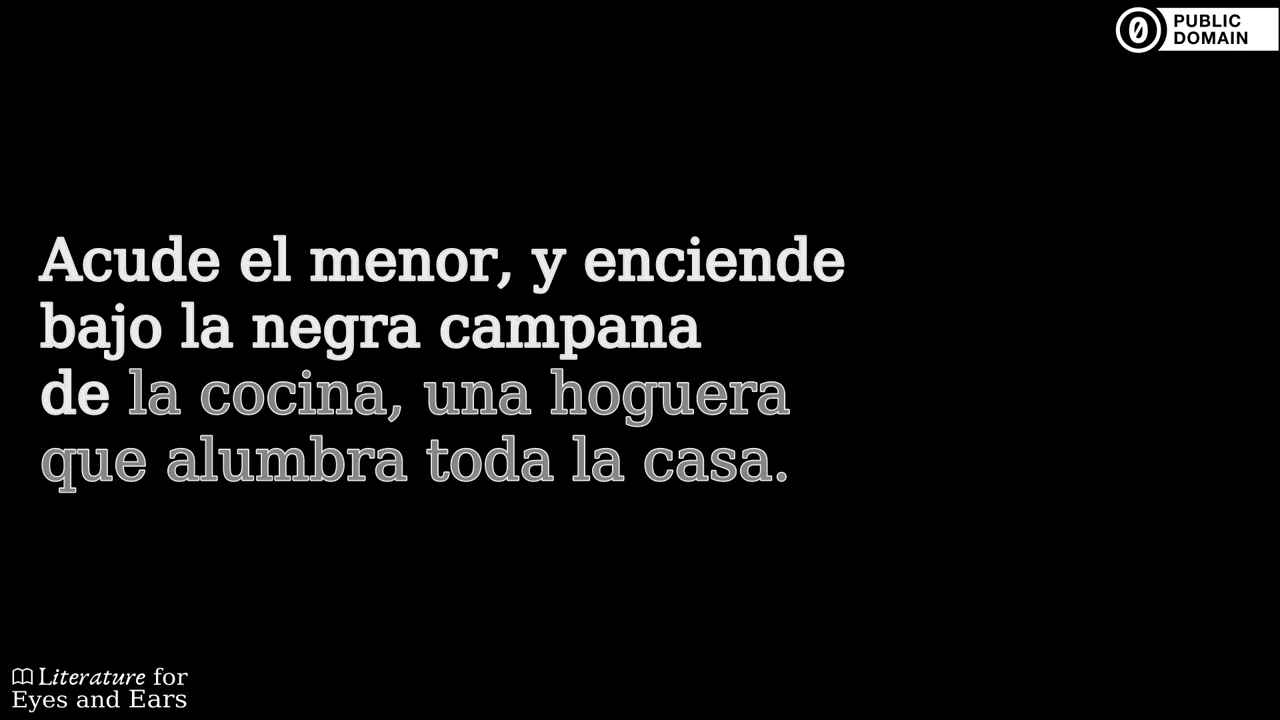 PUBLIC
DOMAIN
Acude el menor, y enciende
bajo la negra campana
de la cocina, una hoguera
que alumbra toda la casa.
Literature for
Eyes and Ears